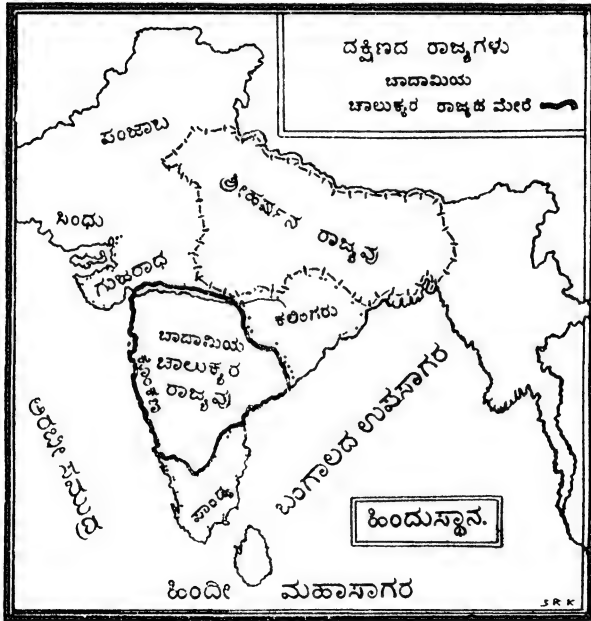 ದಕ್ಷಿಣದ ರಾಜ್ಯಗಳು
ಬಾದಾಮಿಯ
ಚಾಲುಕ್ಯರ ರಾಜ್ಯದ ಮೇರೆ
ಪಂಜಾಬ
ಶ್ರೀಹರ್ಷನ ರಾಜ್ಯವು
ಸಿಂಧು
ಗುಜರಾಥ
ಕಲಿಂಗರು
ಬಾದಾಮಿಯ
ಚಾಲುಕ್ಯರ
ರಾಜ್ಯವು
ಕೊಂಕಣ
ಅರಬೀ ಸಮುದ್ರ
ಬಂಗಾಲದ ಉಪಸಾಗರ
ಪಾಂಡ್ಯ
ಹಿಂದುಸ್ಥಾನ.
ಹಿಂದೀ ಮಹಾಸಾಗರ
S R K